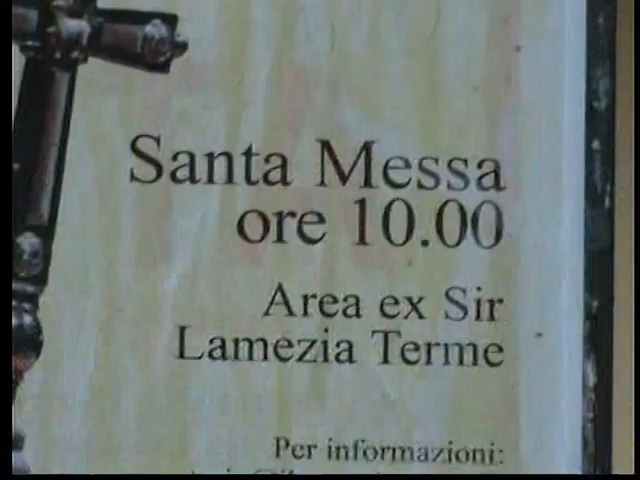 Santa Messa
ore 10.00
Area ex Sir
Lamezia Terme
Per informazioni: